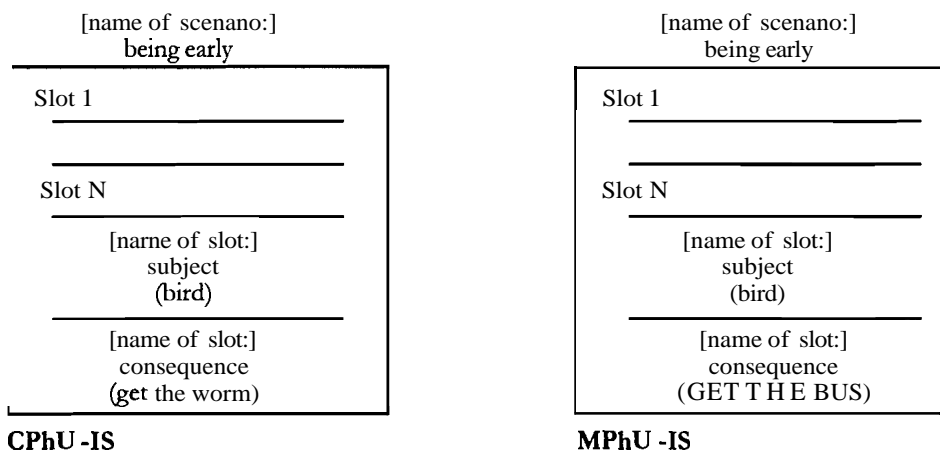 [name of scenano:]
being early
Slot 1
Slot N
[narne of slot:]
subject
(bird)
[name of slot:]
consequence
(get the worm)
CPhU -IS
[name of scenano:]
being early
Slot 1
Slot N
[name of slot:]
subject
(bird)
[name of slot:]
consequence
(GET T H E BUS)
MPhU -IS